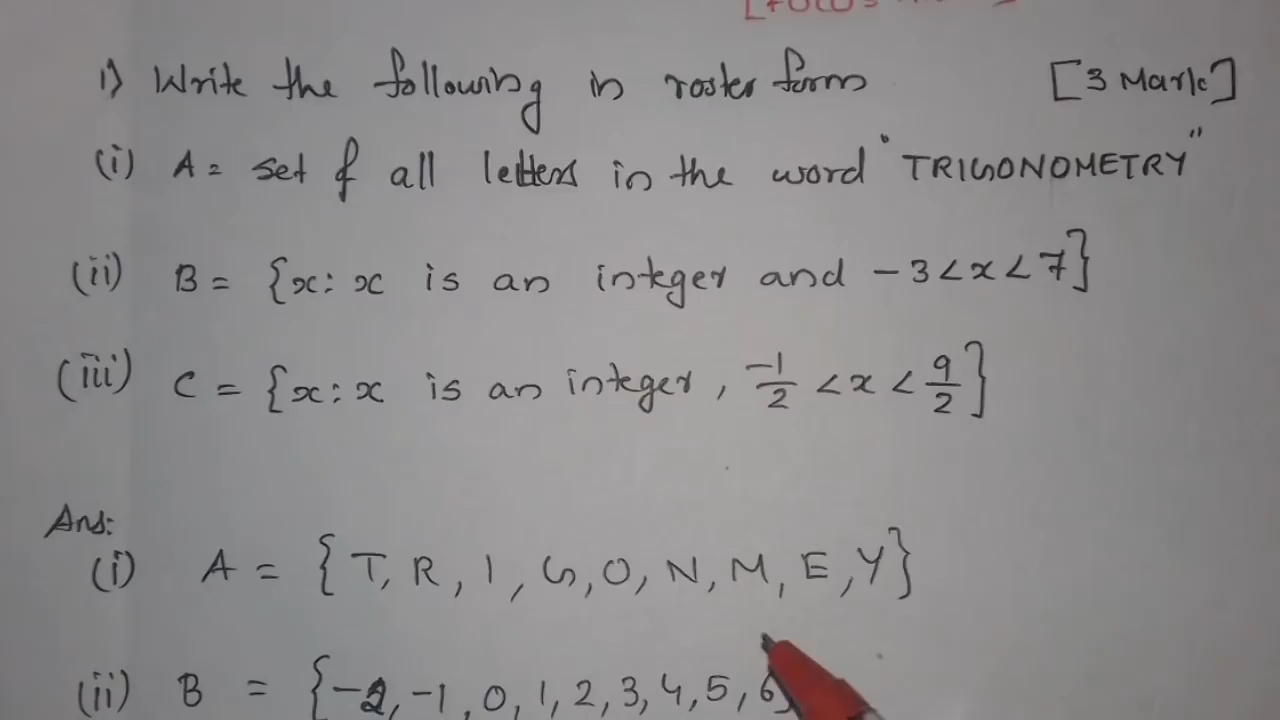 1) Write the following in roster form [3 Mark]
(i) A = set of all letters in the word "TRIGONOMETRY"
(ii) B = {x: x is an integer and -3 < x < 7}
(iii) C = {x: x is an integer, -1/2 < x < 9/2}
Ans:
(i) A = {T, R, I, G, O, N, M, E, Y}
(ii) B = {-2, -1, 0, 1, 2, 3, 4, 5, 6}